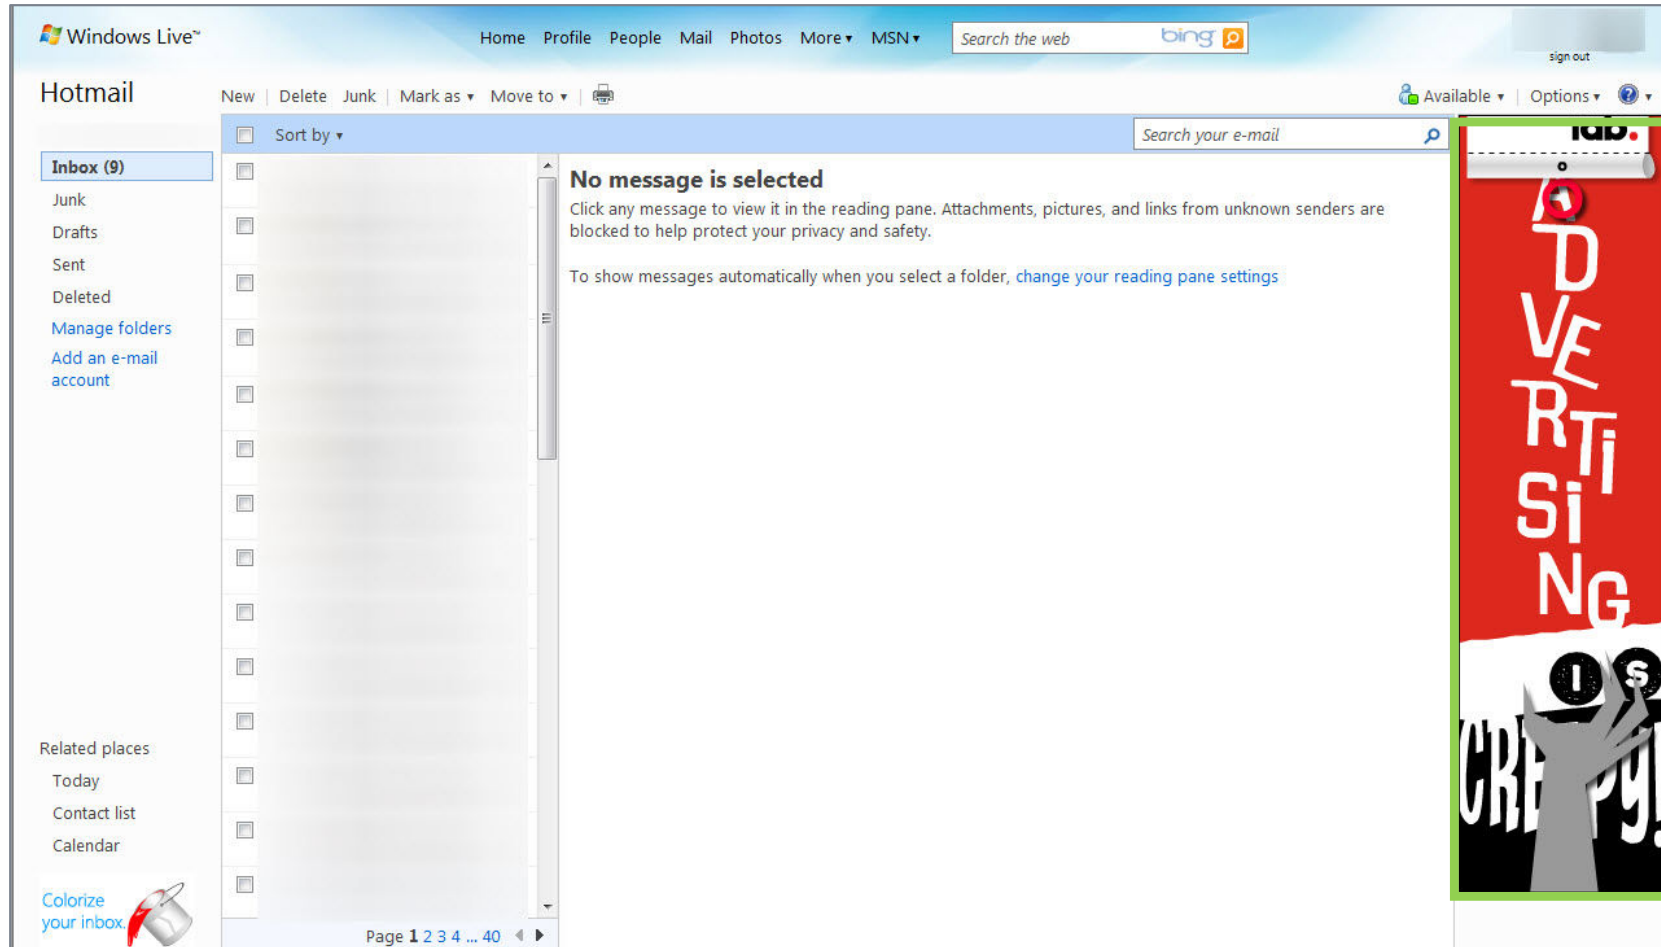 Windows Live™
Home Profile People Mail Photos More MSN
Search the web
bing
sign out
Hotmail
New | Delete Junk | Mark as Move to |
Available | Options
Sort by
Search your e-mail
Inbox (9)
Junk
Drafts
Sent
Deleted
Manage folders
Add an e-mail
account
No message is selected
Click any message to view it in the reading pane. Attachments, pictures, and links from unknown senders are
blocked to help protect your privacy and safety.
To show messages automatically when you select a folder, change your reading pane settings
Related places
Today
Contact list
Calendar
Colorize
your inbox.
Page 1 2 3 4 ... 40
iab.
ADVERTiSiNG
IS
CREEPY!